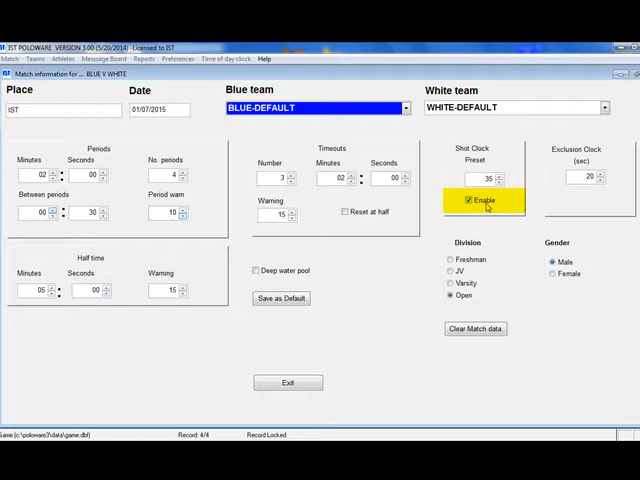 IST POLOWARE VERSION 3.00 (5/20/2014) -Licensed to IST
Match Teams Athletes Message Board Reports Preferences Time of day clock Help
Match information for ... BLUE V WHITE
Place Date Blue team White team
IST 01/07/2015 BLUE-DEFAULT WHITE-DEFAULT
Periods
Minutes Seconds No. periods
02 : 00 4
Between periods Period warn
00 : 30 10
Half time
Minutes Seconds Warning
05 : 00 15
Timeouts
Number Minutes Seconds
3 02 : 00
Warning
15 Reset at half
Deep water pool
Save as Default
Shot Clock
Preset
35
Enable
Exclusion Clock
(sec)
20
Division
Freshman
JV
Varsity
Open
Gender
Male
Female
Clear Match data
Exit
Game (c:\poloware3\data\game.dbf) Record: 4/4 Record Locked